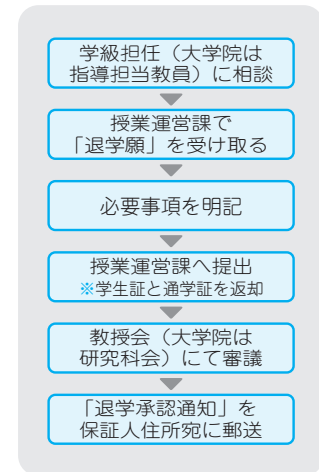 学級担任（大学院は
指導担当教員）に相談
授業運営課で
「退学願」を受け取る
必要事項を明記
授業運営課へ提出
※学生証と通学証を返却
教授会（大学院は
研究科会）にて審議
「退学承認通知」を
保証人住所宛に郵送